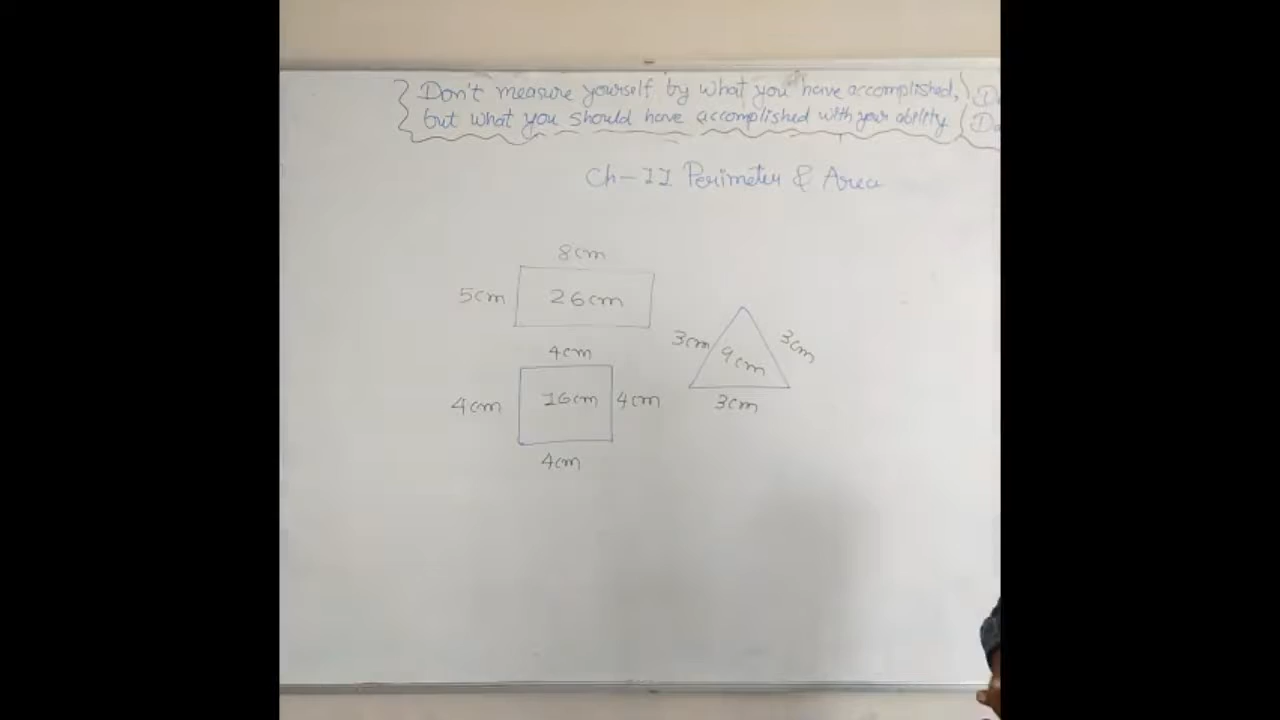 Don't measure yourself by what you have accomplished,
but what you should have accomplished with your ability
Ch-11 Perimeter & Area
8cm
5cm
26cm
4cm
4cm
16cm
4cm
4cm
3cm
9cm
3cm
3cm